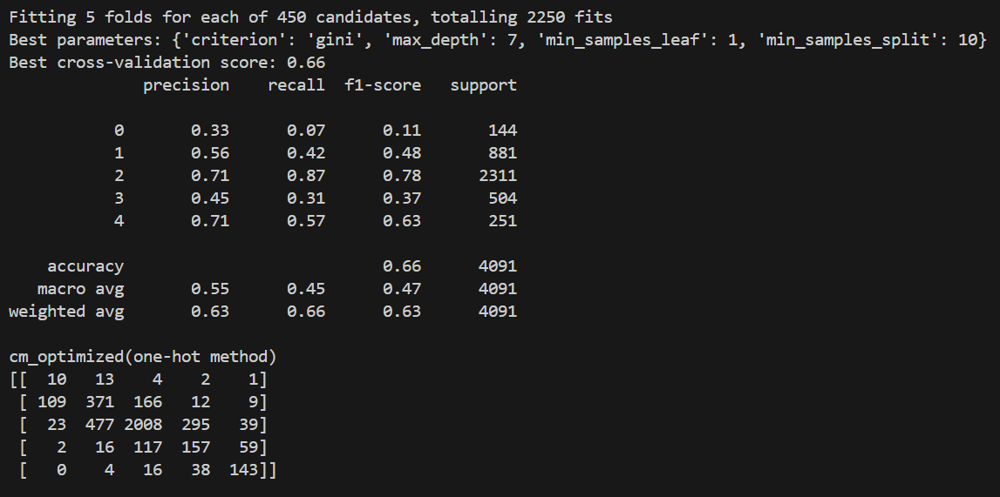 Fitting 5 folds for each of 450 candidates, totalling 2250 fits
Best parameters: {'criterion': 'gini', 'max_depth': 7, 'min_samples_leaf': 1, 'min_samples_split': 10}
Best cross-validation score: 0.66
              precision    recall  f1-score   support

           0       0.33      0.07      0.11       144
           1       0.56      0.42      0.48       881
           2       0.71      0.87      0.78      2311
           3       0.45      0.31      0.37       504
           4       0.71      0.57      0.63       251

    accuracy                           0.66      4091
   macro avg       0.55      0.45      0.47      4091
weighted avg       0.63      0.66      0.63      4091

cm_optimized(one-hot method)
[[  10   13    4    2    1]
 [ 109  371  166   12    9]
 [  23  477 2008  295   39]
 [   2   16  117  157   59]
 [   0    4   16   38  143]]